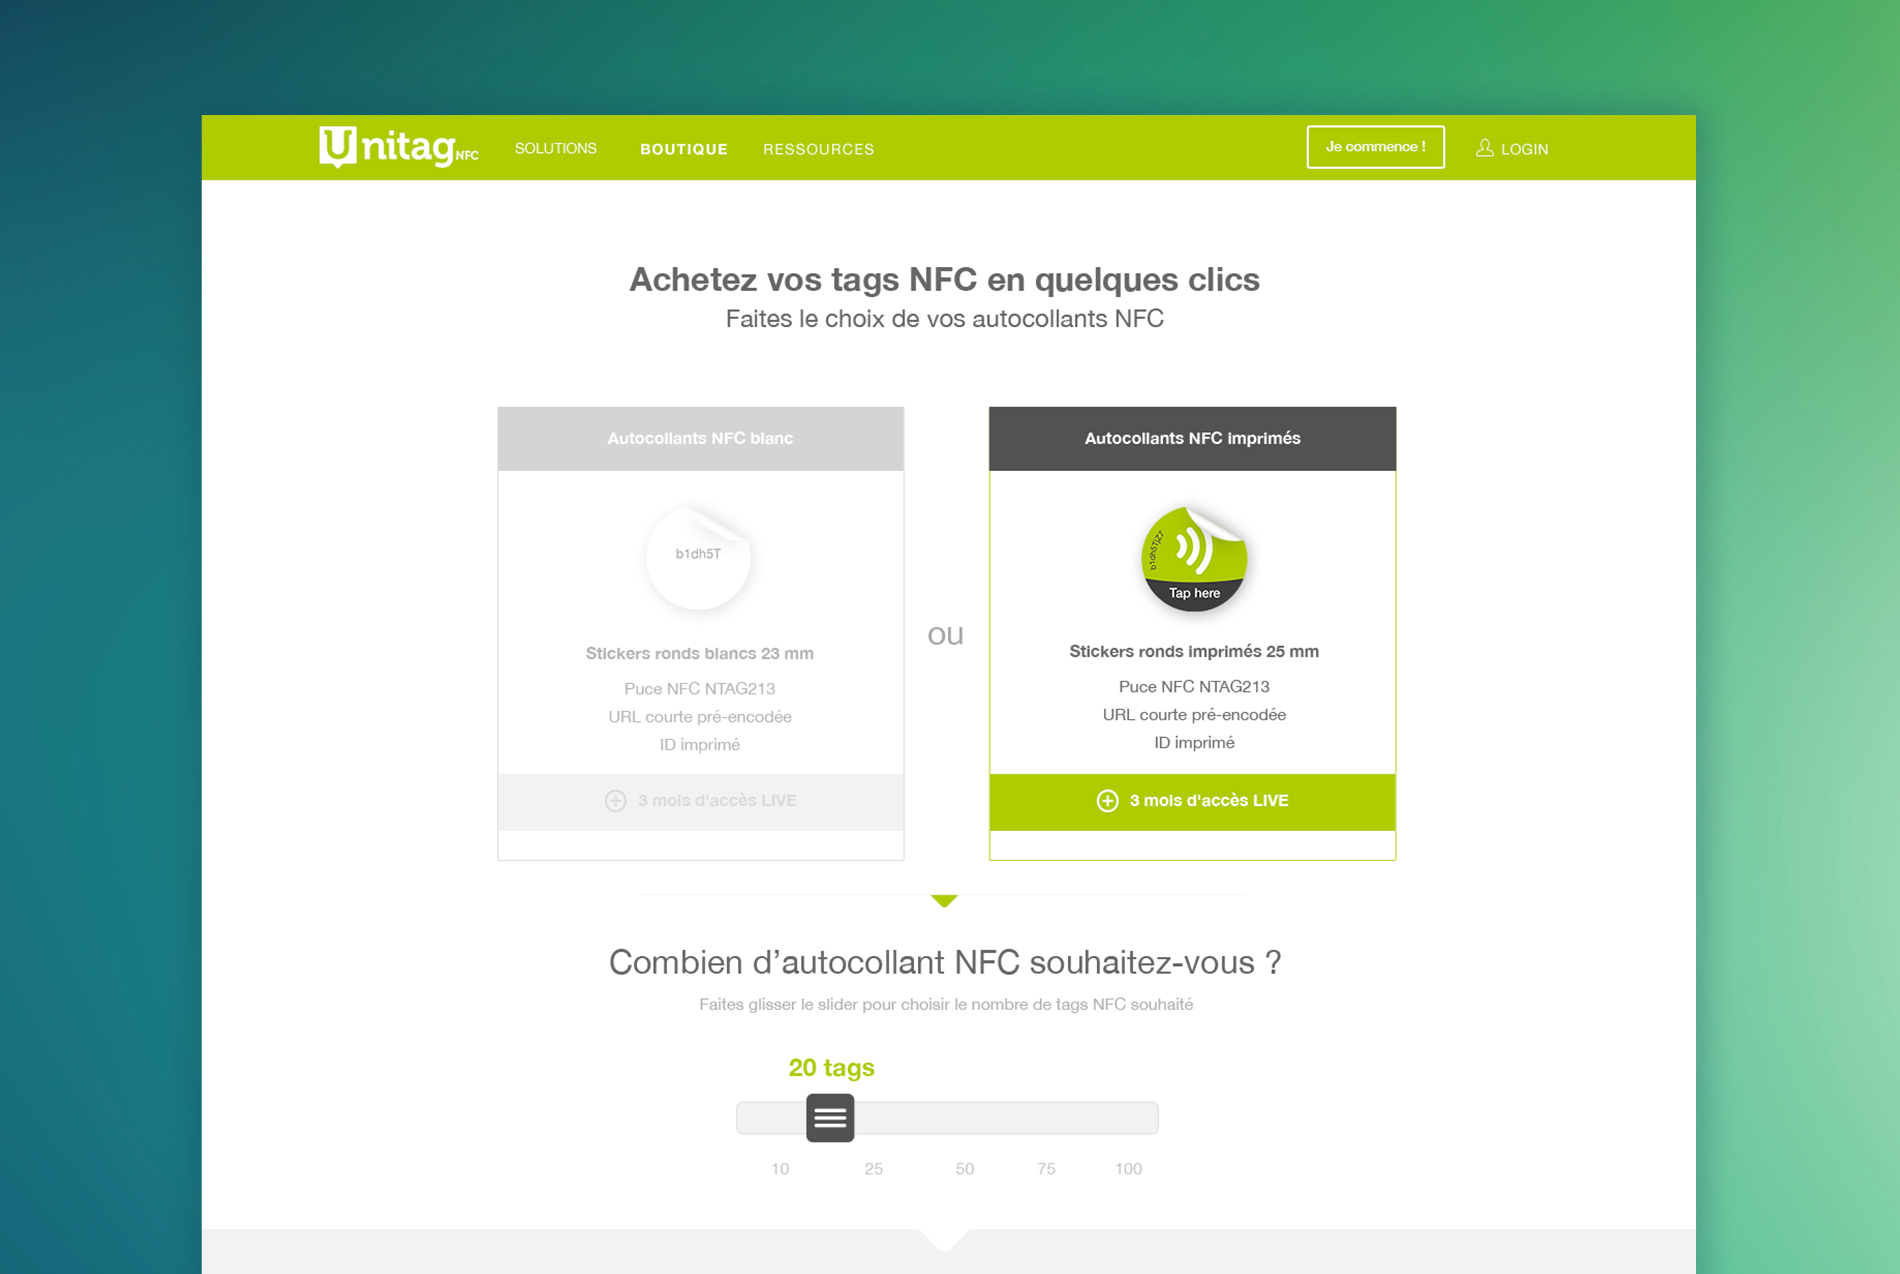 Unitag NFC SOLUTIONS BOUTIQUE RESSOURCES Je commence ! LOGIN
Achetez vos tags NFC en quelques clics
Faites le choix de vos autocollants NFC
Autocollants NFC blanc
b1dh5T
Stickers ronds blancs 23 mm
Puce NFC NTAG213
URL courte pré-encodée
ID imprimé
3 mois d'accès LIVE
ou
Autocollants NFC imprimés
b1dh5TjZ7
Tap here
Stickers ronds imprimés 25 mm
Puce NFC NTAG213
URL courte pré-encodée
ID imprimé
3 mois d'accès LIVE
Combien d’autocollant NFC souhaitez-vous ?
Faites glisser le slider pour choisir le nombre de tags NFC souhaité
20 tags
10 25 50 75 100